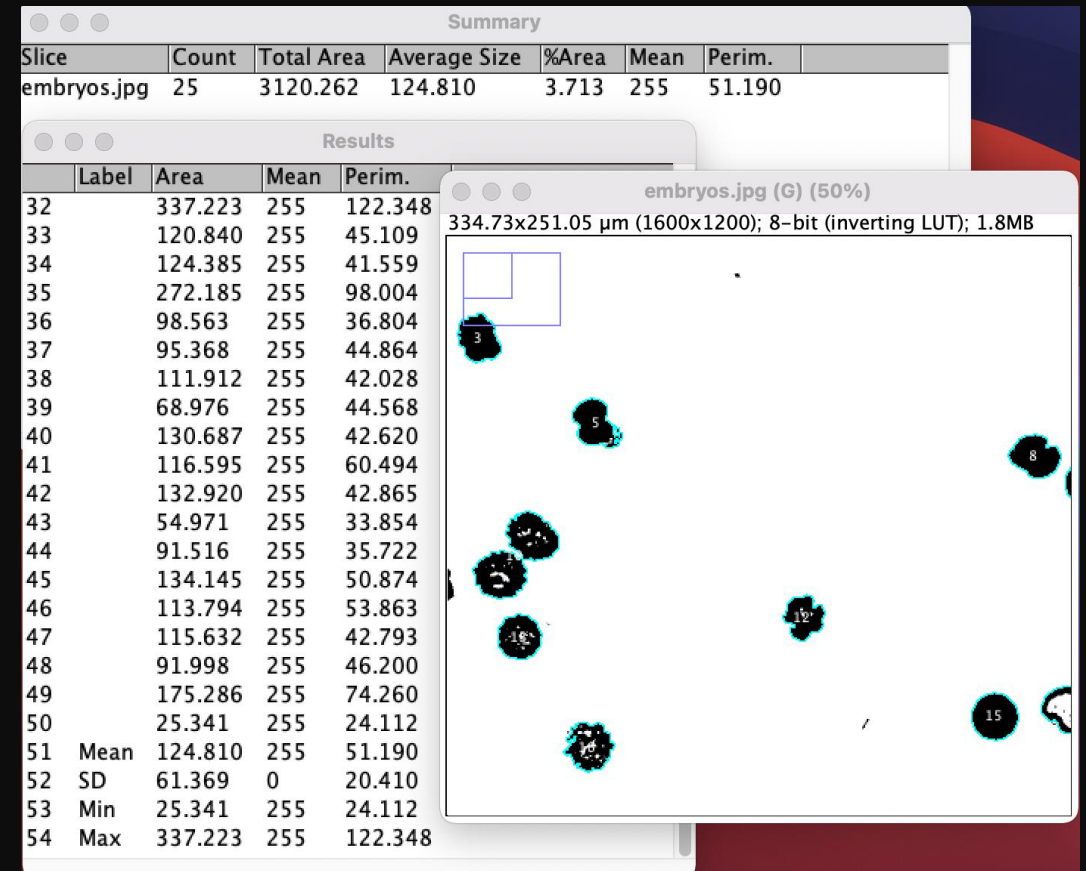 Summary
Slice Count Total Area Average Size %Area Mean Perim.
embryos.jpg 25 3120.262 124.810 3.713 255 51.190
Results
Label Area Mean Perim.
32 337.223 255 122.348
33 120.840 255 45.109
34 124.385 255 41.559
35 272.185 255 98.004
36 98.563 255 36.804
37 95.368 255 44.864
38 111.912 255 42.028
39 68.976 255 44.568
40 130.687 255 42.620
41 116.595 255 60.494
42 132.920 255 42.865
43 54.971 255 33.854
44 91.516 255 35.722
45 134.145 255 50.874
46 113.794 255 53.863
47 115.632 255 42.793
48 91.998 255 46.200
49 175.286 255 74.260
50 25.341 255 24.112
51 Mean 124.810 255 51.190
52 SD 61.369 0 20.410
53 Min 25.341 255 24.112
54 Max 337.223 255 122.348
embryos.jpg (G) (50%)
334.73x251.05 µm (1600x1200); 8-bit (inverting LUT); 1.8MB
3
5
8
12
15